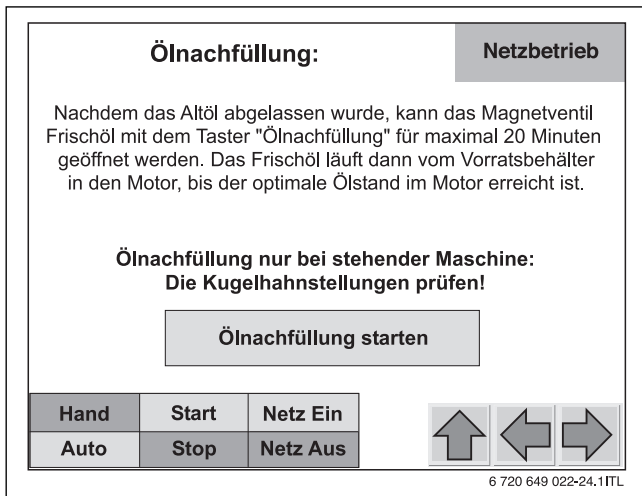 Ölnachfüllung:
Netzbetrieb
Nachdem das Altöl abgelassen wurde, kann das Magnetventil
Frischöl mit dem Taster "Ölnachfüllung" für maximal 20 Minuten
geöffnet werden. Das Frischöl läuft dann vom Vorratsbehälter
in den Motor, bis der optimale Ölstand im Motor erreicht ist.
Ölnachfüllung nur bei stehender Maschine:
Die Kugelhahnstellungen prüfen!
Ölnachfüllung starten
Hand Start Netz Ein
Auto Stop Netz Aus
6 720 649 022-24.1ITL